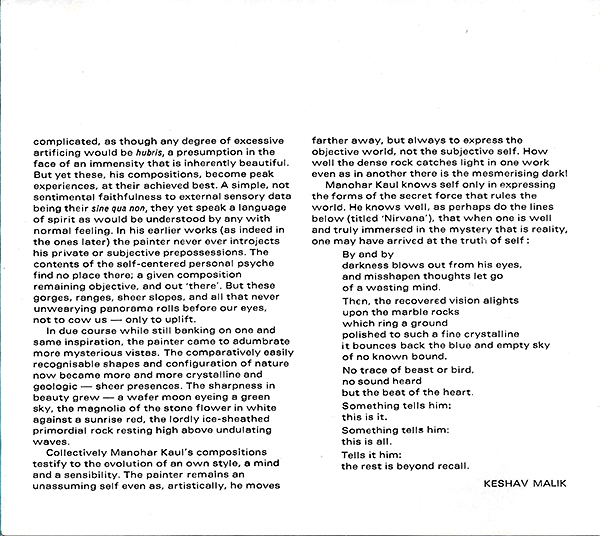 complicated, as though any degree of excessive
artificing would be hubris, a presumption in the
face of an immensity that is inherently beautiful.
But yet these, his compositions, become peak
experiences, at their achieved best. A simple, not
sentimental faithfulness to external sensory data
being their sine qua non, they yet speak a language
of spirit as would be understood by any with
normal feeling. In his earlier works (as indeed in
the ones later) the painter never ever introjects
his private or subjective prepossessions. The
contents of the self-centered personal psyche
find no place there; a given composition
remaining objective, and out 'there'. But these
gorges, ranges, sheer slopes, and all that never
unwearying panorama rolls before our eyes,
not to cow us — only to uplift.
In due course while still banking on one and
same inspiration, the painter came to adumbrate
more mysterious vistas. The comparatively easily
recognisable shapes and configuration of nature
now became more and more crystalline and
geologic — sheer presences. The sharpness in
beauty grew — a wafer moon eyeing a green
sky, the magnolia of the stone flower in white
against a sunrise red, the lordly ice-sheathed
primordial rock resting high above undulating
waves.
Collectively Manohar Kaul's compositions
testify to the evolution of an own style, a mind
and a sensibility. The painter remains an
unassuming self even as, artistically, he moves
farther away, but always to express the
objective world, not the subjective self. How
well the dense rock catches light in one work
even as in another there is the mesmerising dark!
Manohar Kaul knows self only in expressing
the forms of the secret force that rules the
world. He knows well, as perhaps do the lines
below (titled 'Nirvana'), that when one is well
and truly immersed in the mystery that is reality,
one may have arrived at the truth of self :
By and by
darkness blows out from his eyes,
and misshapen thoughts let go
of a wasting mind.
Then, the recovered vision alights
upon the marble rocks
which ring a ground
polished to such a fine crystalline
it bounces back the blue and empty sky
of no known bound.
No trace of beast or bird,
no sound heard
but the beat of the heart.
Something tells him;
this is it.
Something tells him:
this is all.
Tells it him:
the rest is beyond recall.
KESHAV MALIK